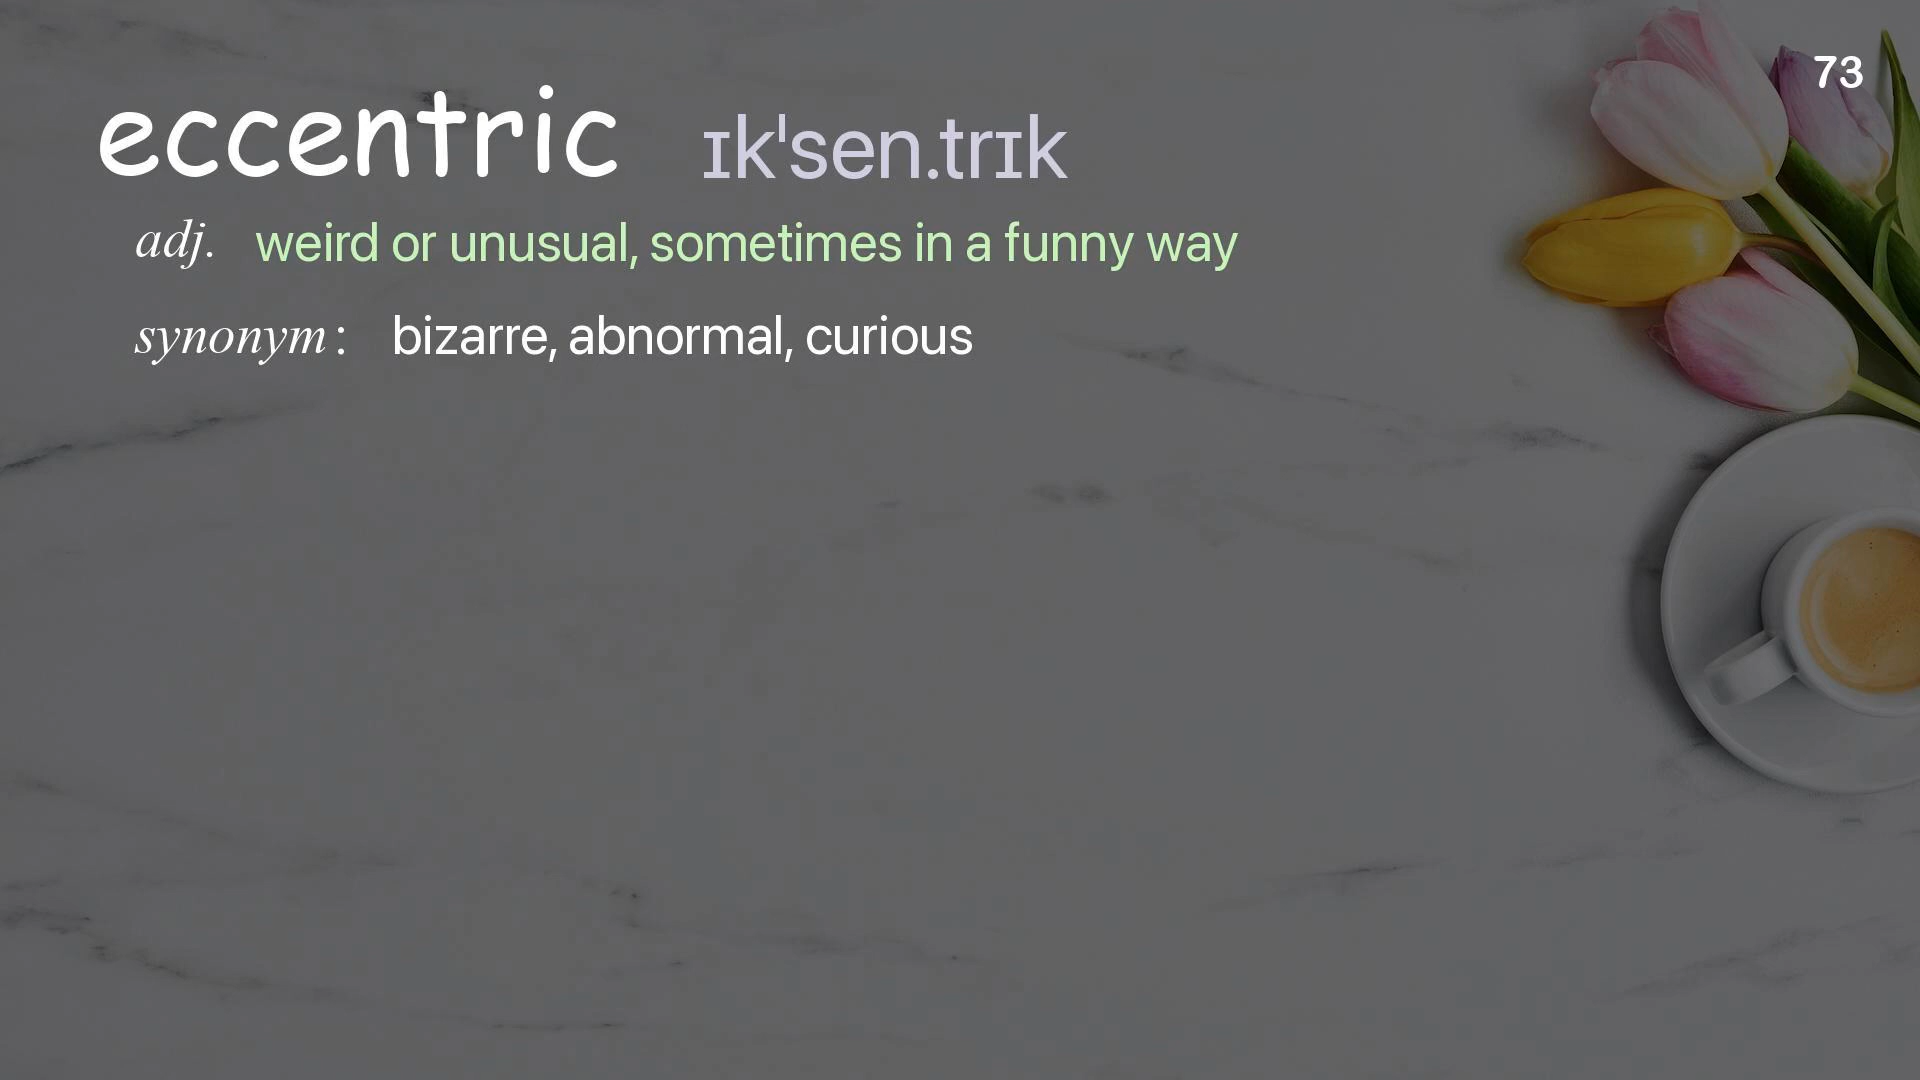 73
eccentric ɪkˈsen.trɪk
adj. weird or unusual, sometimes in a funny way
synonym: bizarre, abnormal, curious